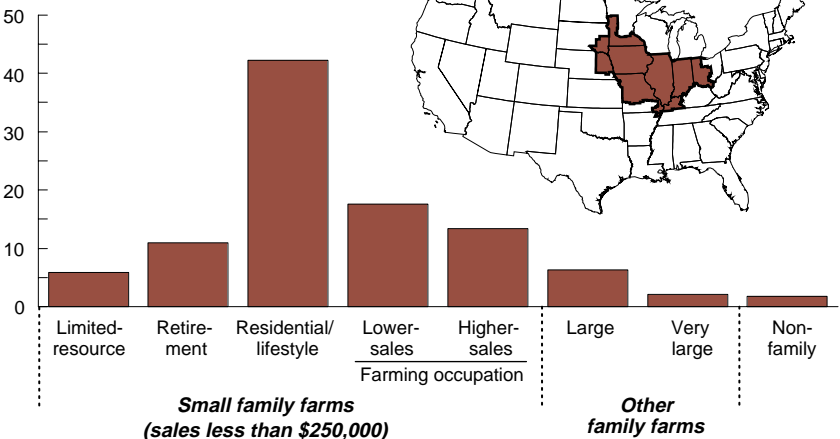 50
40
30
20
10
0
Limited-
resource
Retire-
ment
Residential/
lifestyle
Lower-
sales
Higher-
sales
Farming occupation
Large
Very
large
Non-
family
Small family farms
(sales less than $250,000)
Other
family farms